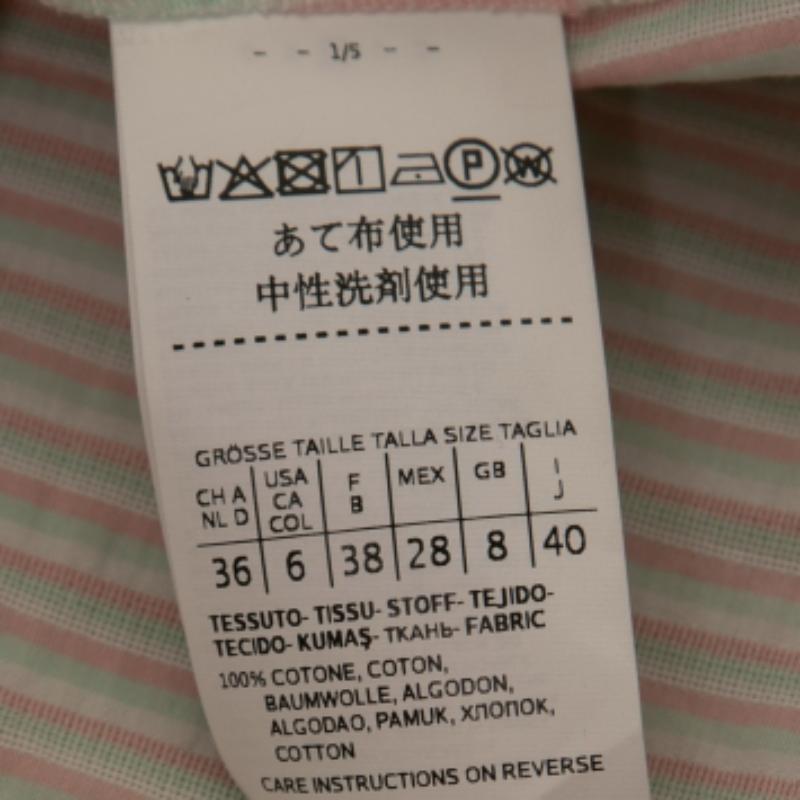 - - 1/5 - -
P W
あて布使用
中性洗剤使用
GRÖSSE TAILLE TALLA SIZE TAGLIA
CH A NL D USA CA COL F B MEX GB I J
36 6 38 28 8 40
TESSUTO- TISSU- STOFF- TEJIDO-
TECIDO- KUMAŞ- ТКАНЬ- FABRIC
100% COTONE, COTON,
BAUMWOLLE, ALGODON,
ALGODAO, PAMUK, ХЛОПОК,
COTTON
CARE INSTRUCTIONS ON REVERSE